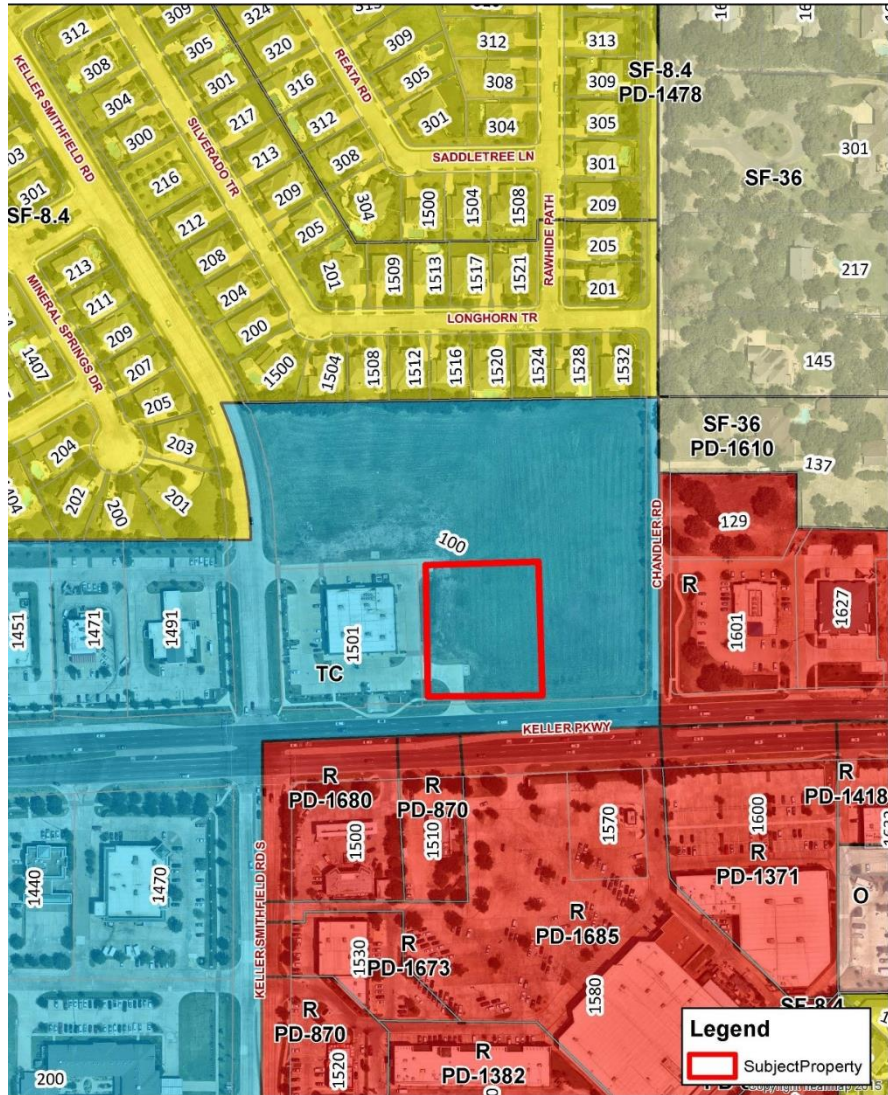 309
324
313
312
305
320
REATA RD
309
312
313
SF-8.4
PD-1478
KELLER SMITHFIELD RD
308
301
316
305
308
309
304
SILVERADO TR
217
312
301
304
305
301
300
213
308
SADDLETREE LN
301
SF-36
216
209
304
1500
1504
1508
RAWHIDE PATH
209
301
SF-8.4
212
205
205
213
208
201
1509
1513
1517
1521
201
217
MINERAL SPRINGS DR
211
204
LONGHORN TR
209
200
1407
207
1500
1504
1508
1512
1516
1520
1524
1528
1532
145
205
SF-36
PD-1610
204
203
137
202
200
201
100
CHANDLER RD
129
R
1451
1471
1491
1501
TC
1601
1627
KELLER PKWY
R
PD-1680
R
PD-870
R
PD-1418
1500
1510
1570
1600
R
PD-1371
1440
1470
KELLER SMITHFIELD RD S
O
R
PD-1685
1530
R
PD-1673
1580
R
PD-870
SF-8.4
1520
R
PD-1382
200
Legend
SubjectProperty